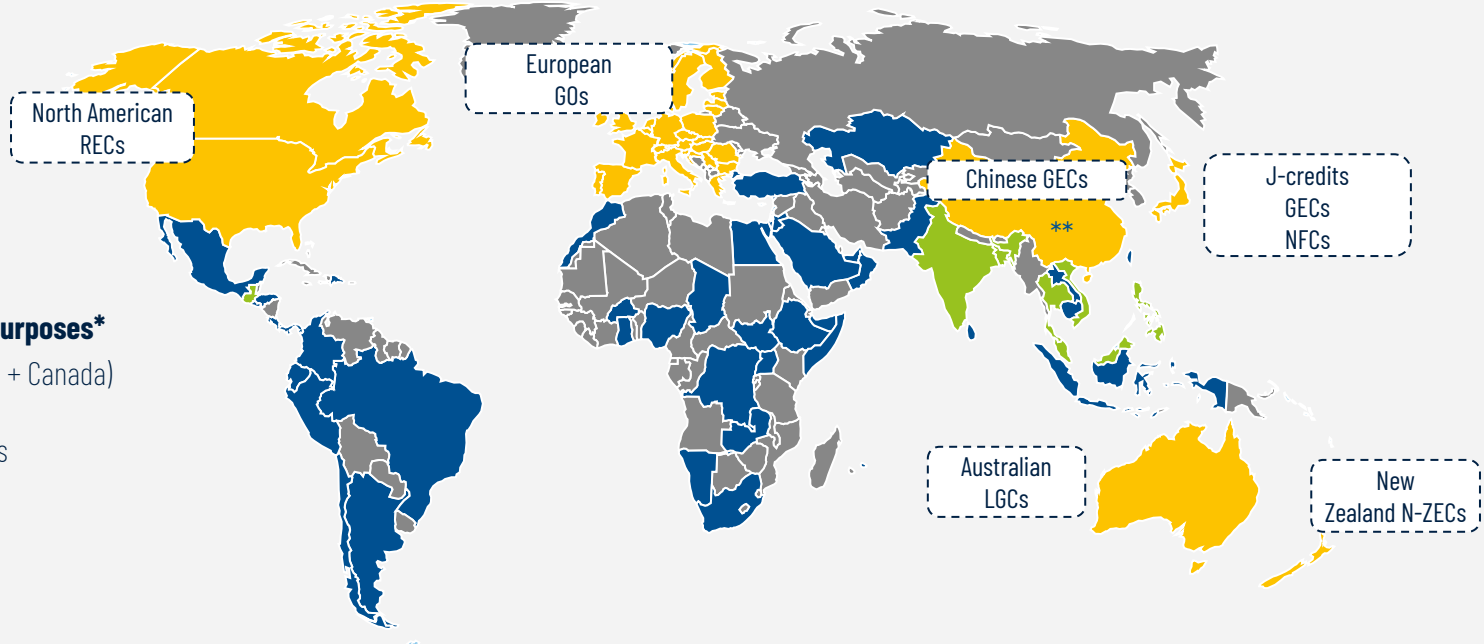 European
GOs
North American
RECs
Chinese GECs
**
J-credits
GECs
NFCs
urposes*
+ Canada)
s
Australian
LGCs
New
Zealand N-ZECs